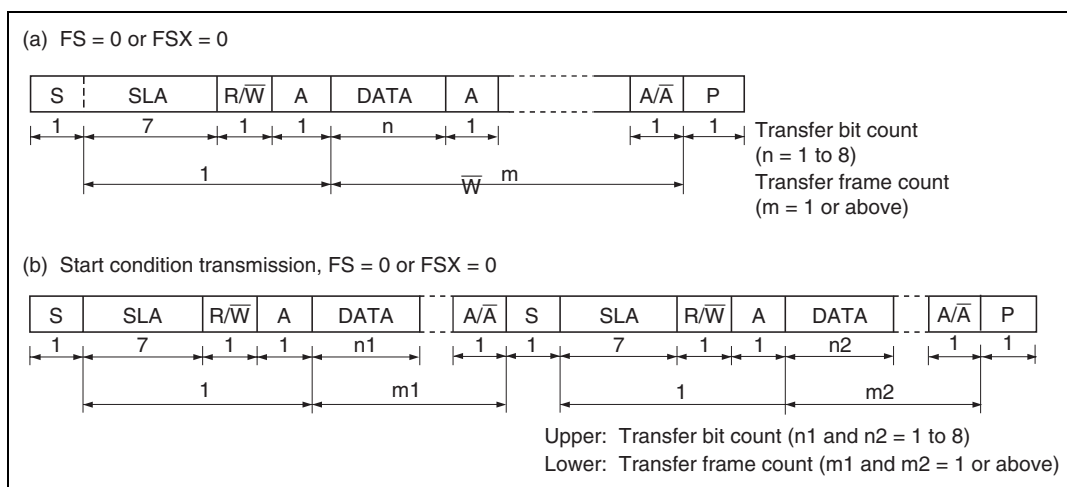 (a) FS = 0 or FSX = 0
S SLA R/W̅ A DATA A A/A̅ P
1 7 1 1 n 1 1 1
Transfer bit count
(n = 1 to 8)
1 W̅ m
Transfer frame count
(m = 1 or above)
(b) Start condition transmission, FS = 0 or FSX = 0
S SLA R/W̅ A DATA A/A̅ S SLA R/W̅ A DATA A/A̅ P
1 7 1 1 n1 1 1 7 1 1 n2 1 1
1 m1 1 m2
Upper: Transfer bit count (n1 and n2 = 1 to 8)
Lower: Transfer frame count (m1 and m2 = 1 or above)